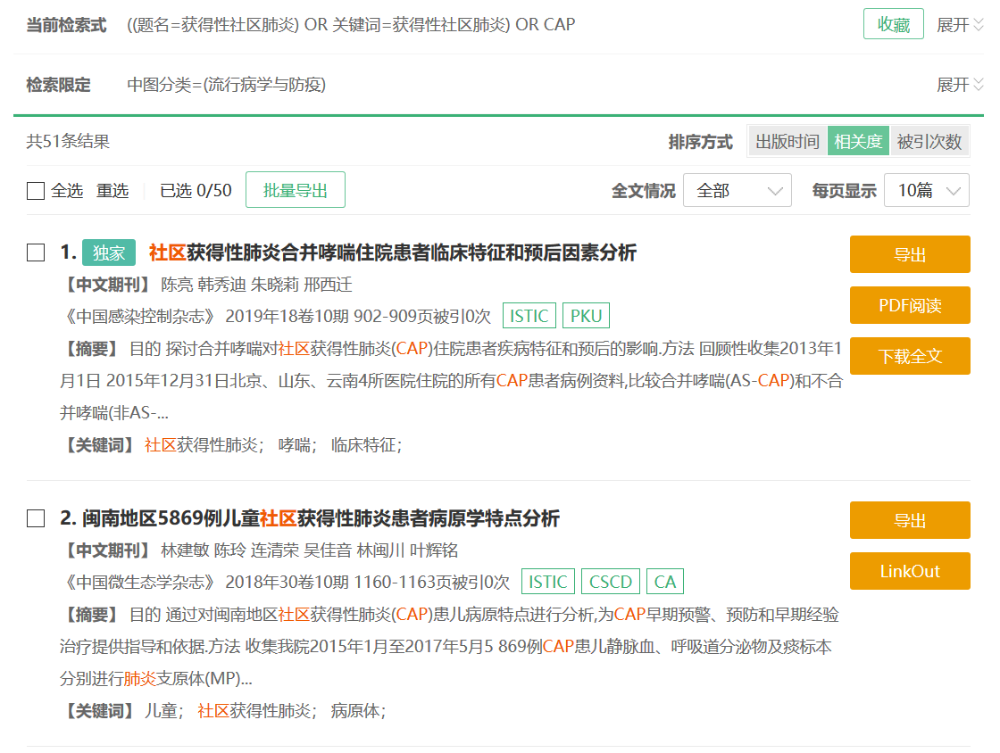 当前检索式 ((题名=获得性社区肺炎) OR 关键词=获得性社区肺炎) OR CAP 收藏 展开
检索限定 中图分类=(流行病学与防疫) 展开
共51条结果 排序方式 出版时间 相关度 被引次数
全选 重选 已选 0/50 批量导出 全文情况 全部 每页显示 10篇
1. 独家 社区获得性肺炎合并哮喘住院患者临床特征和预后因素分析 导出
【中文期刊】 陈亮 韩秀迪 朱晓莉 邢西迁
《中国感染控制杂志》 2019年18卷10期 902-909页被引0次 ISTIC PKU PDF阅读
【摘要】 目的 探讨合并哮喘对社区获得性肺炎(CAP)住院患者疾病特征和预后的影响.方法 回顾性收集2013年1 下载全文
月1日 2015年12月31日北京、山东、云南4所医院住院的所有CAP患者病例资料,比较合并哮喘(AS-CAP)和不合
并哮喘(非AS-...
【关键词】 社区获得性肺炎； 哮喘； 临床特征；
2. 闽南地区5869例儿童社区获得性肺炎患者病原学特点分析 导出
【中文期刊】 林建敏 陈玲 连清荣 吴佳音 林闽川 叶辉铭
《中国微生态学杂志》 2018年30卷10期 1160-1163页被引0次 ISTIC CSCD CA LinkOut
【摘要】 目的 通过对闽南地区社区获得性肺炎(CAP)患儿病原特点进行分析,为CAP早期预警、预防和早期经验
治疗提供指导和依据.方法 收集我院2015年1月至2017年5月5 869例CAP患儿静脉血、呼吸道分泌物及痰标本
分别进行肺炎支原体(MP)...
【关键词】 儿童； 社区获得性肺炎； 病原体；